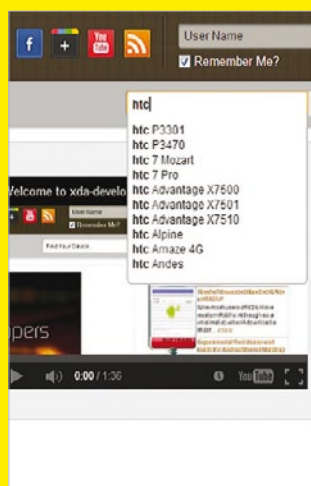 f + You Tube
User Name
Remember Me?
htc
htc P3301
htc P3470
htc 7 Mozart
htc 7 Pro
htc Advantage X7500
htc Advantage X7501
htc Advantage X7510
htc Alpine
htc Amaze 4G
htc Andes
Welcome to xda-develo
User Name
Remember Me?
Find Your Device
pers
0:00 / 1:36
YouTube